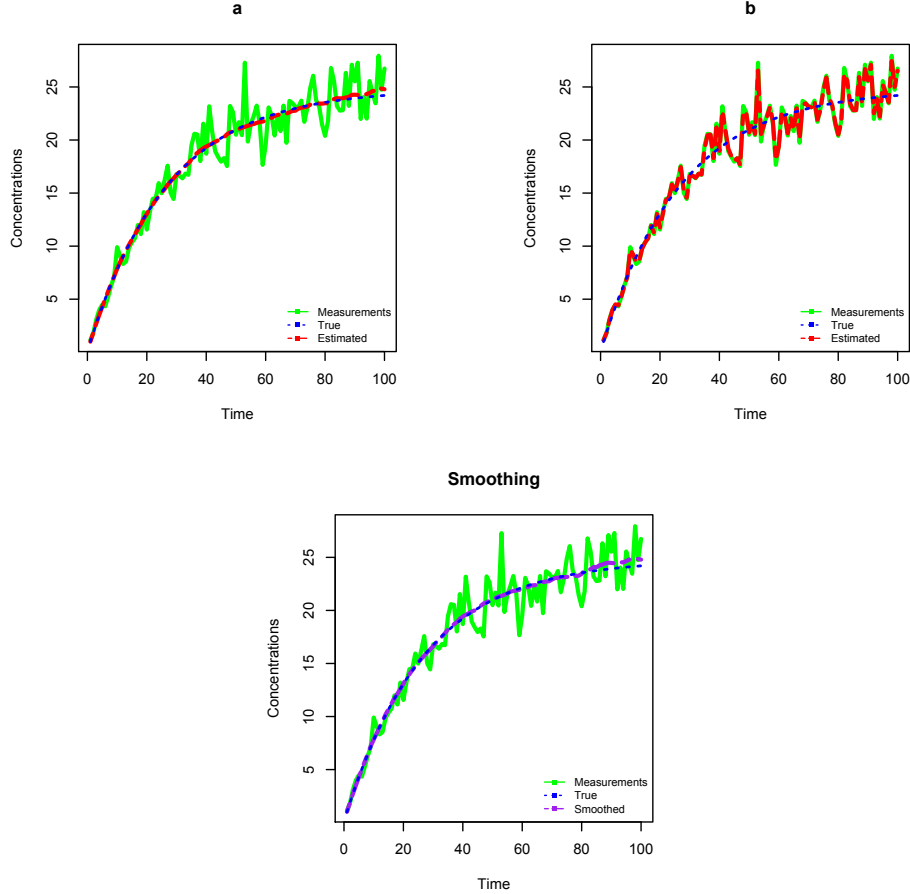 a
Concentrations
25
20
15
10
5
Measurements
True
Estimated
0 20 40 60 80 100
Time
b
Concentrations
25
20
15
10
5
Measurements
True
Estimated
0 20 40 60 80 100
Time
Smoothing
Concentrations
25
20
15
10
5
Measurements
True
Smoothed
0 20 40 60 80 100
Time